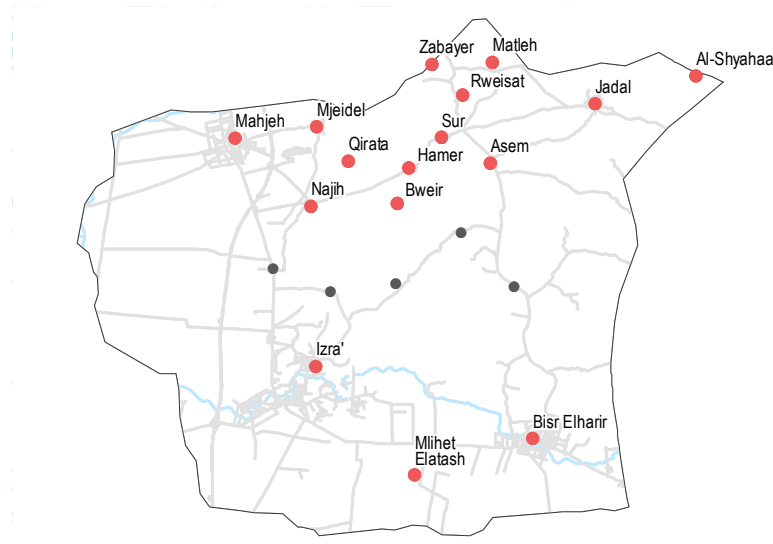 Zabayer
Matleh
Al-Shyahaa
Rweisat
Jadal
Mahjeh
Mjeidel
Sur
Qirata
Hamer
Asem
Najih
Bweir
Izra'
Bisr Elharir
Mlihet
Elatash